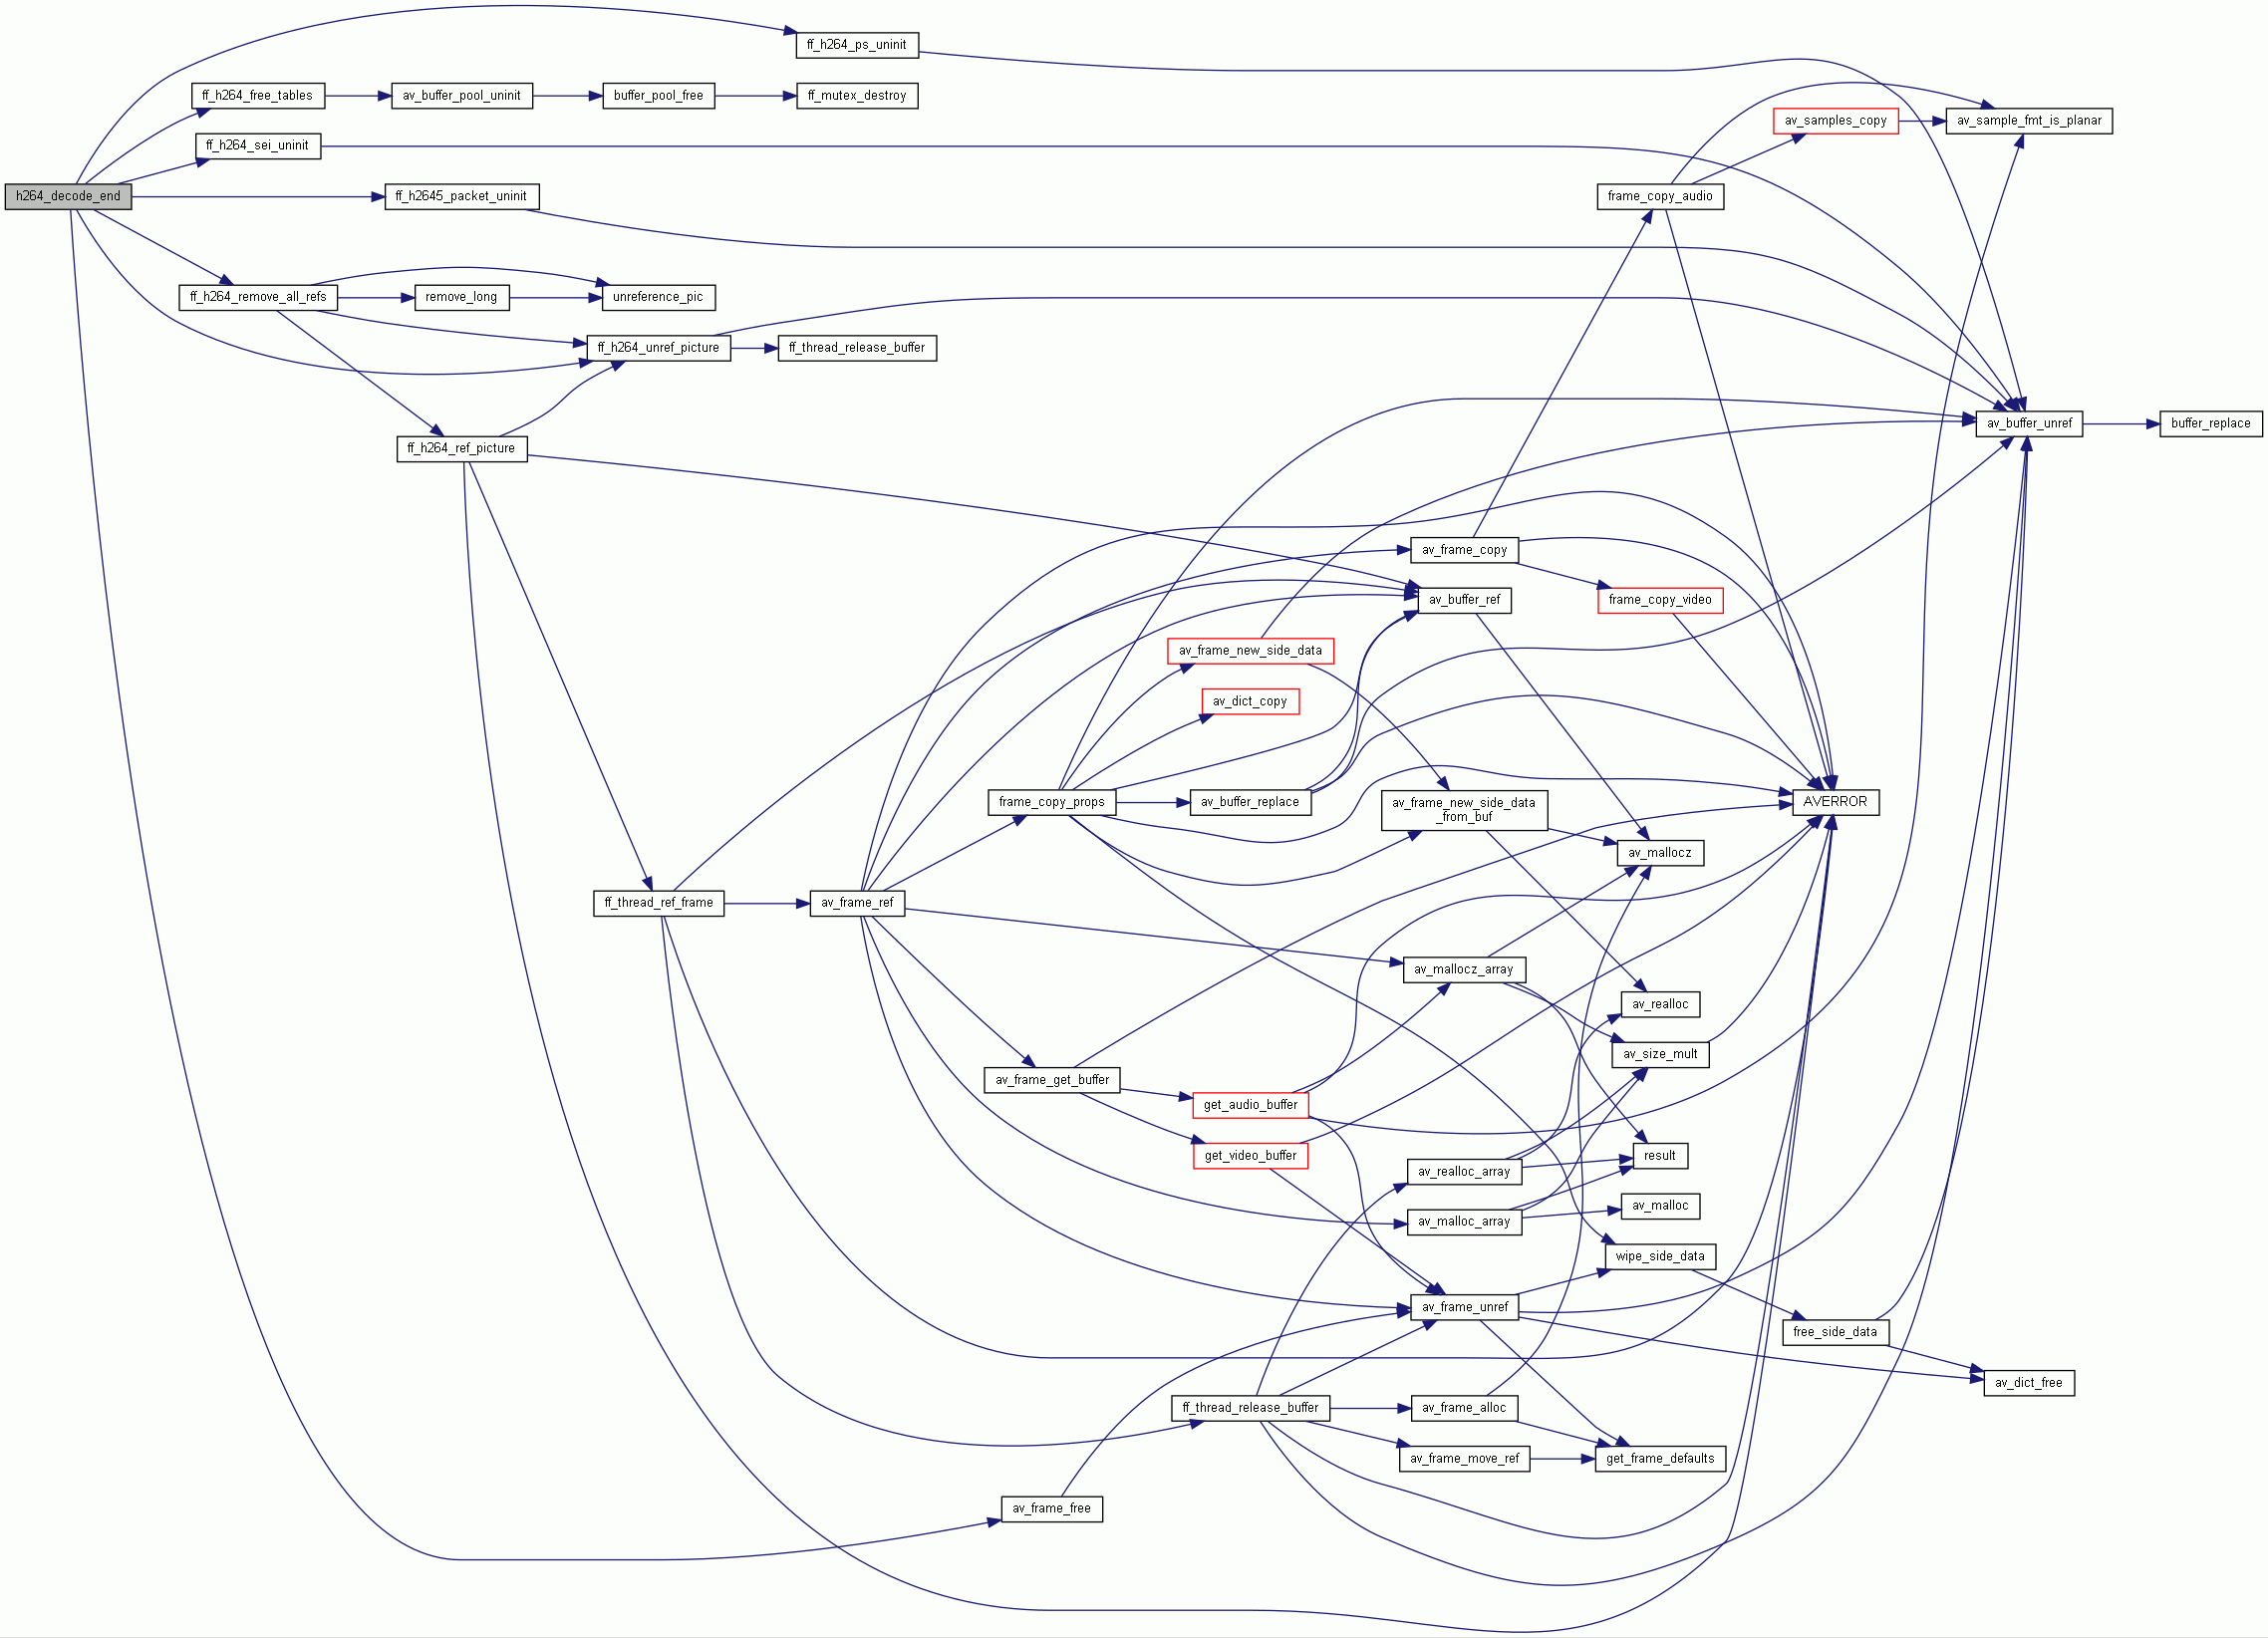 ff_h264_ps_uninit
ff_h264_free_tables
av_buffer_pool_uninit
buffer_pool_free
ff_mutex_destroy
av_samples_copy
av_sample_fmt_is_planar
ff_h264_sei_uninit
h264_decode_end
ff_h2645_packet_uninit
frame_copy_audio
ff_h264_remove_all_refs
remove_long
unreference_pic
ff_h264_unref_picture
ff_thread_release_buffer
av_buffer_unref
buffer_replace
ff_h264_ref_picture
av_frame_copy
av_buffer_ref
frame_copy_video
av_frame_new_side_data
av_dict_copy
frame_copy_props
av_buffer_replace
av_frame_new_side_data
_from_buf
AVERROR
av_mallocz
ff_thread_ref_frame
av_frame_ref
av_mallocz_array
av_realloc
av_size_mult
av_frame_get_buffer
get_audio_buffer
get_video_buffer
result
av_realloc_array
av_malloc
av_malloc_array
wipe_side_data
av_frame_unref
free_side_data
av_dict_free
ff_thread_release_buffer
av_frame_alloc
av_frame_move_ref
get_frame_defaults
av_frame_free